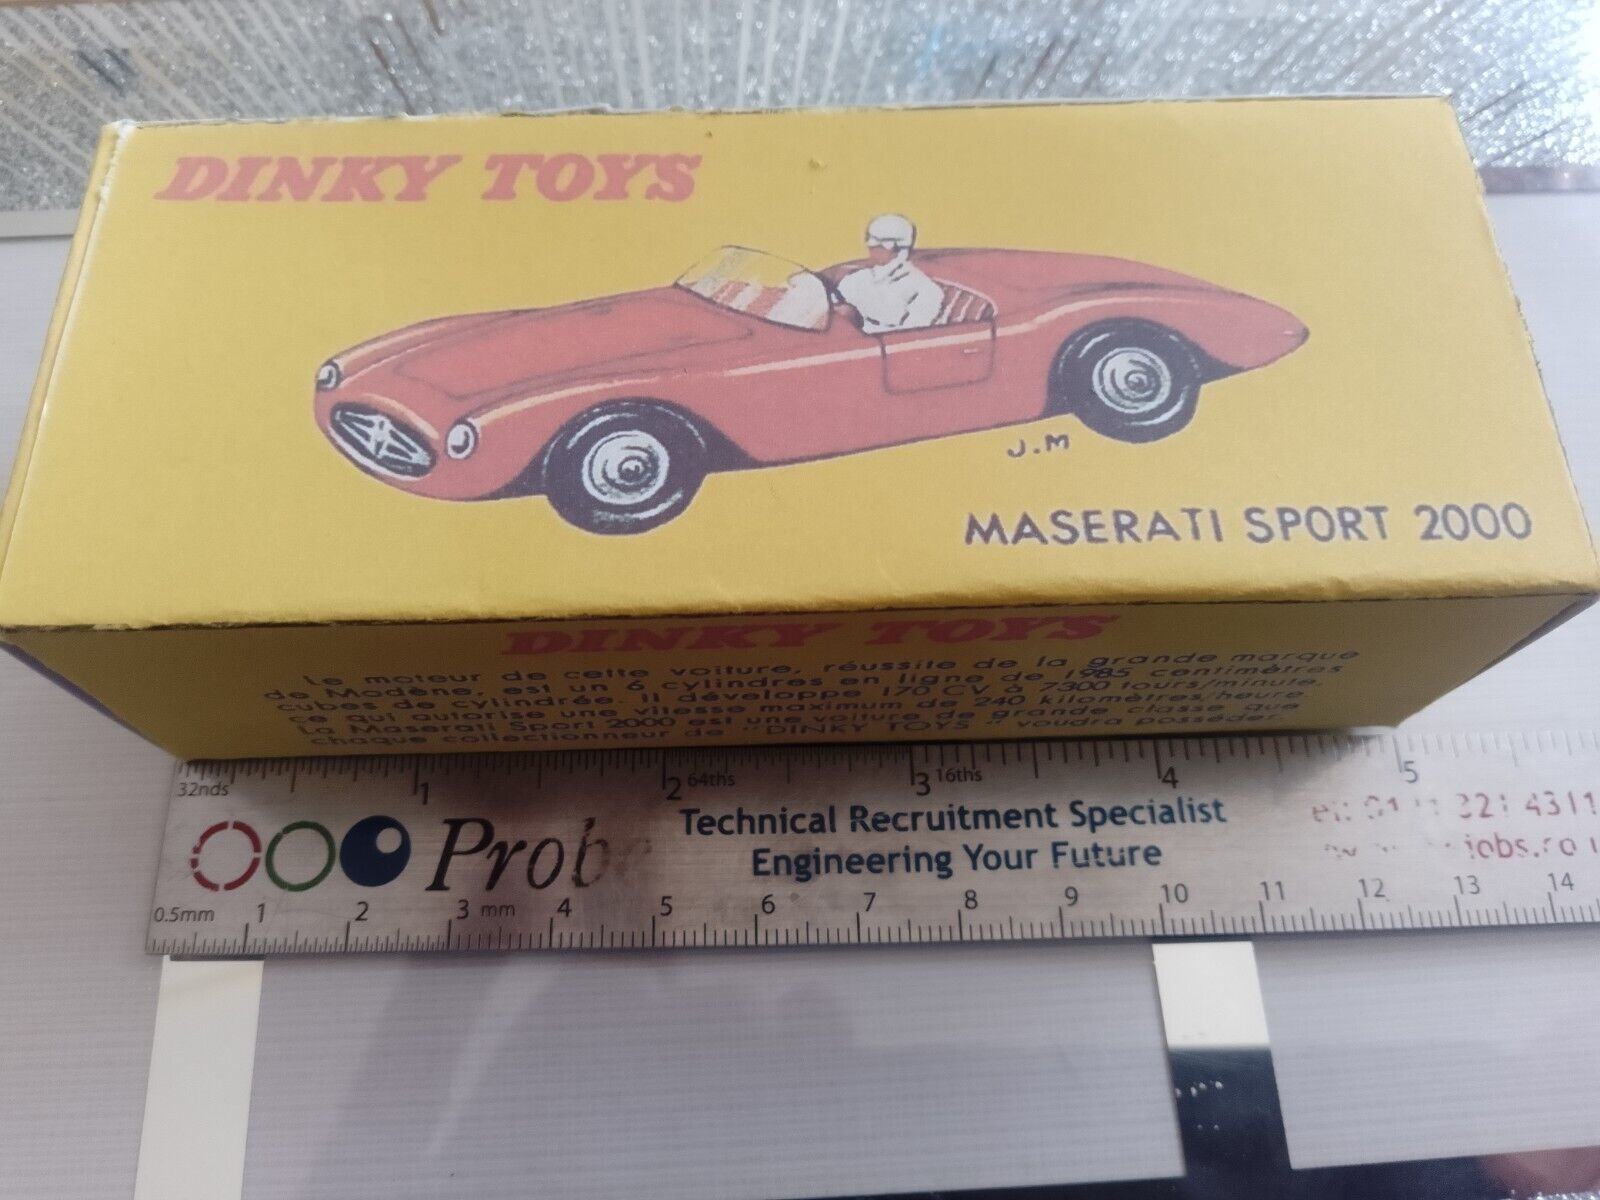 DINKY TOYS
J.M
MASERATI SPORT 2000
DINKY TOYS
Le moteur de cette voiture, réussite de la grande marque
de Modène, est un 6 cylindres en ligne de 1985 centimètres
cubes de cylindrée. Il développe 170 CV à 7300 tours/minute,
ce qui autorise une vitesse maximum de 240 kilomètres/heure.
La Maserati Sport 2000 est une voiture de grande classe que
chaque collectionneur de "DINKY TOYS" voudra posséder.
32nds 1 2 64ths 3 16ths 4 5
Prob
Technical Recruitment Specialist
Engineering Your Future
321 4311
jobs.co.u
0.5mm 1 2 3 mm 4 5 6 7 8 9 10 11 12 13 14